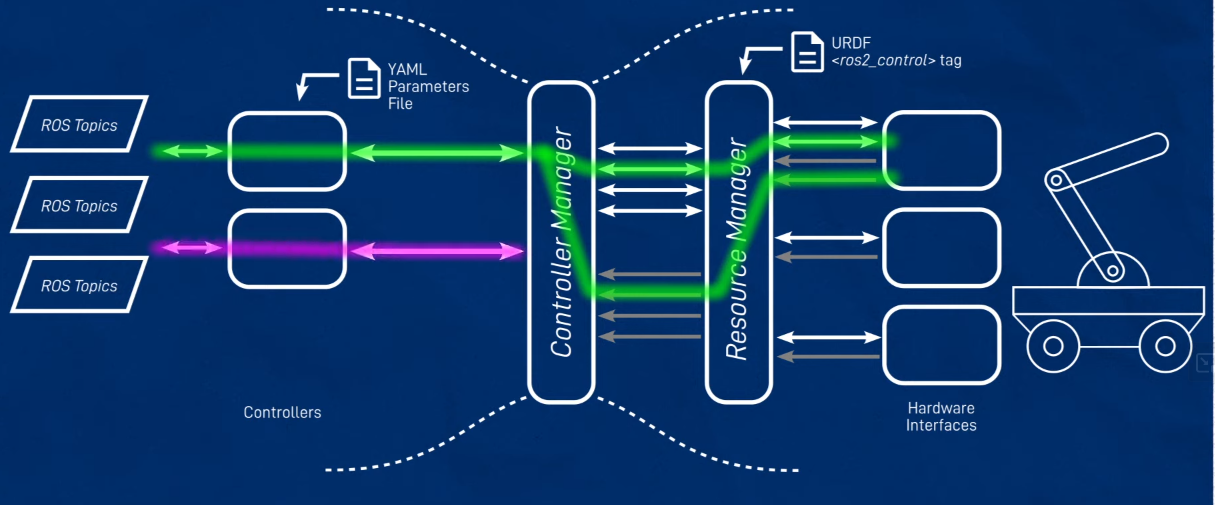 URDF
<ros2_control> tag
YAML
Parameters
File
ROS Topics
ROS Topics
ROS Topics
Controller Manager
Resource Manager
Controllers
Hardware
Interfaces